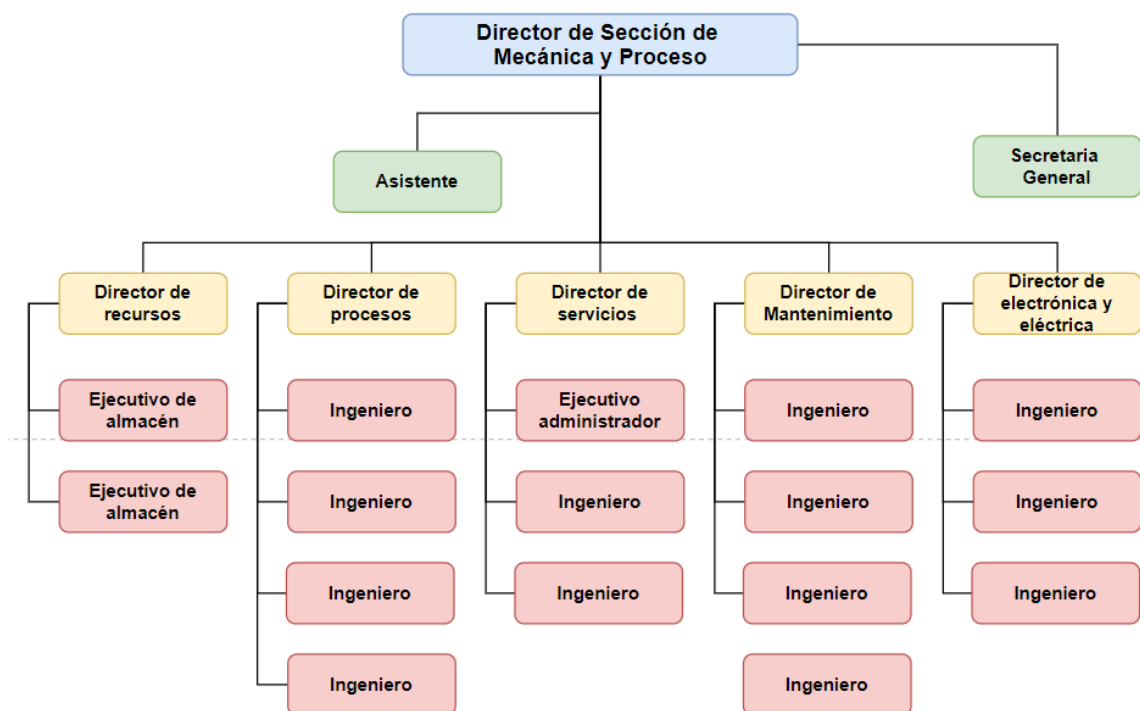 Director de Sección de
Mecánica y Proceso
Asistente
Secretaria
General
Director de
recursos
Director de
procesos
Director de
servicios
Director de
Mantenimiento
Director de
electrónica y
eléctrica
Ejecutivo de
almacén
Ingeniero
Ejecutivo
administrador
Ingeniero
Ingeniero
Ejecutivo de
almacén
Ingeniero
Ingeniero
Ingeniero
Ingeniero
Ingeniero
Ingeniero
Ingeniero
Ingeniero
Ingeniero
Ingeniero